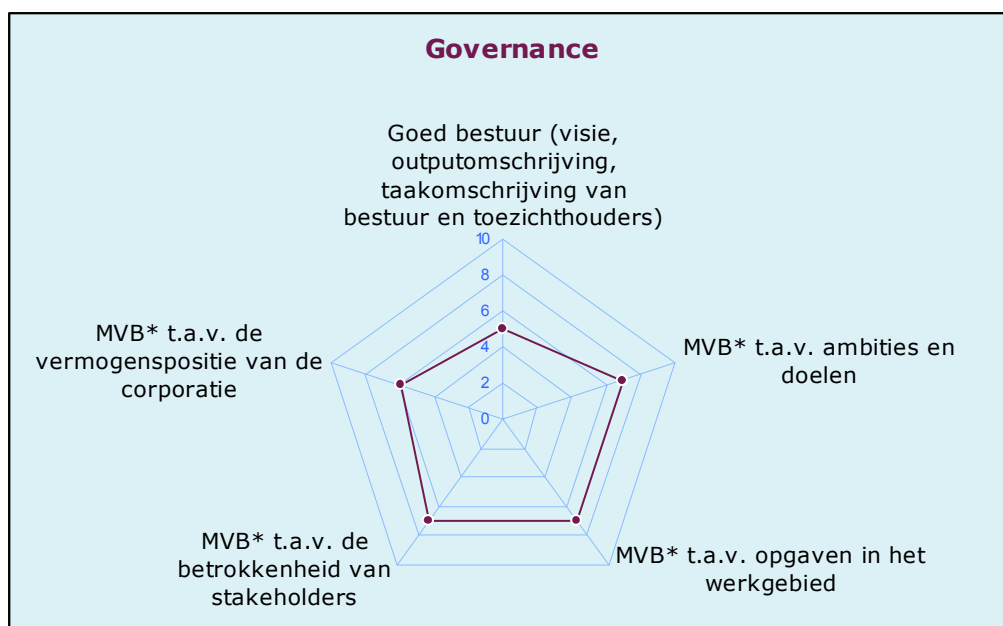 Governance
Goed bestuur (visie,
outputomschrijving,
taakomschrijving van
bestuur en toezichthouders)
10
8
6
4
2
0
MVB* t.a.v. ambities en
doelen
MVB* t.a.v. opgaven in het
werkgebied
MVB* t.a.v. de
betrokkenheid van
stakeholders
MVB* t.a.v. de
vermogenspositie van de
corporatie